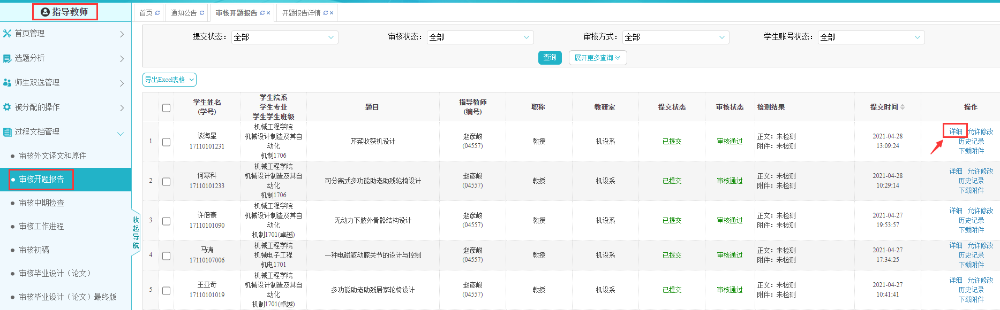 指导教师
首页管理
选题分析
师生双选管理
被分配的操作
过程文档管理
审核外文译文和原件
审核开题报告
审核中期检查
审核工作进程
审核初稿
审核毕业设计（论文）
审核毕业设计（论文）最终版
收起导航
首页
通知公告
审核开题报告
开题报告详情
提交状态： 全部
审核状态： 全部
审核方式： 全部
学生账号状态： 全部
查询
展开更多查询
导出Excel表格
学生姓名
(学号)
学生院系
学生专业
学生学生班级
题目
指导教师
(编号)
职称
教研室
提交状态
审核状态
检测结果
提交时间
操作
1
谈海星
17110101231
机械工程学院
机械设计制造及其自
动化
机制1706
芹菜收获机设计
赵彦峻
(04557)
教授
机设系
已提交
审核通过
正文：未检测
附件：未检测
2021-04-28
13:09:24
详细 允许修改
历史记录
下载附件
2
何寒科
17110101233
机械工程学院
机械设计制造及其自
动化
机制1706
可分离式多功能助老助残轮椅设计
赵彦峻
(04557)
教授
机设系
已提交
审核通过
正文：未检测
附件：未检测
2021-04-28
10:29:14
详细 允许修改
历史记录
下载附件
3
许倍豪
17110101090
机械工程学院
机械设计制造及其自
动化
机制1701(卓越)
无动力下肢外骨骼结构设计
赵彦峻
(04557)
教授
机设系
已提交
审核通过
正文：未检测
附件：未检测
2021-04-27
19:53:57
详细 允许修改
历史记录
下载附件
4
马涛
17110107006
机械工程学院
机械电子工程
机电1701
一种电磁驱动膝关节的设计与控制
赵彦峻
(04557)
教授
机设系
已提交
审核通过
正文：未检测
附件：未检测
2021-04-27
17:34:25
详细 允许修改
历史记录
下载附件
5
王亚奇
17110101019
机械工程学院
机械设计制造及其自
动化
机制1701(卓越)
多功能助老助残居家轮椅设计
赵彦峻
(04557)
教授
机设系
已提交
审核通过
正文：未检测
附件：未检测
2021-04-27
10:41:41
详细 允许修改
历史记录
下载附件